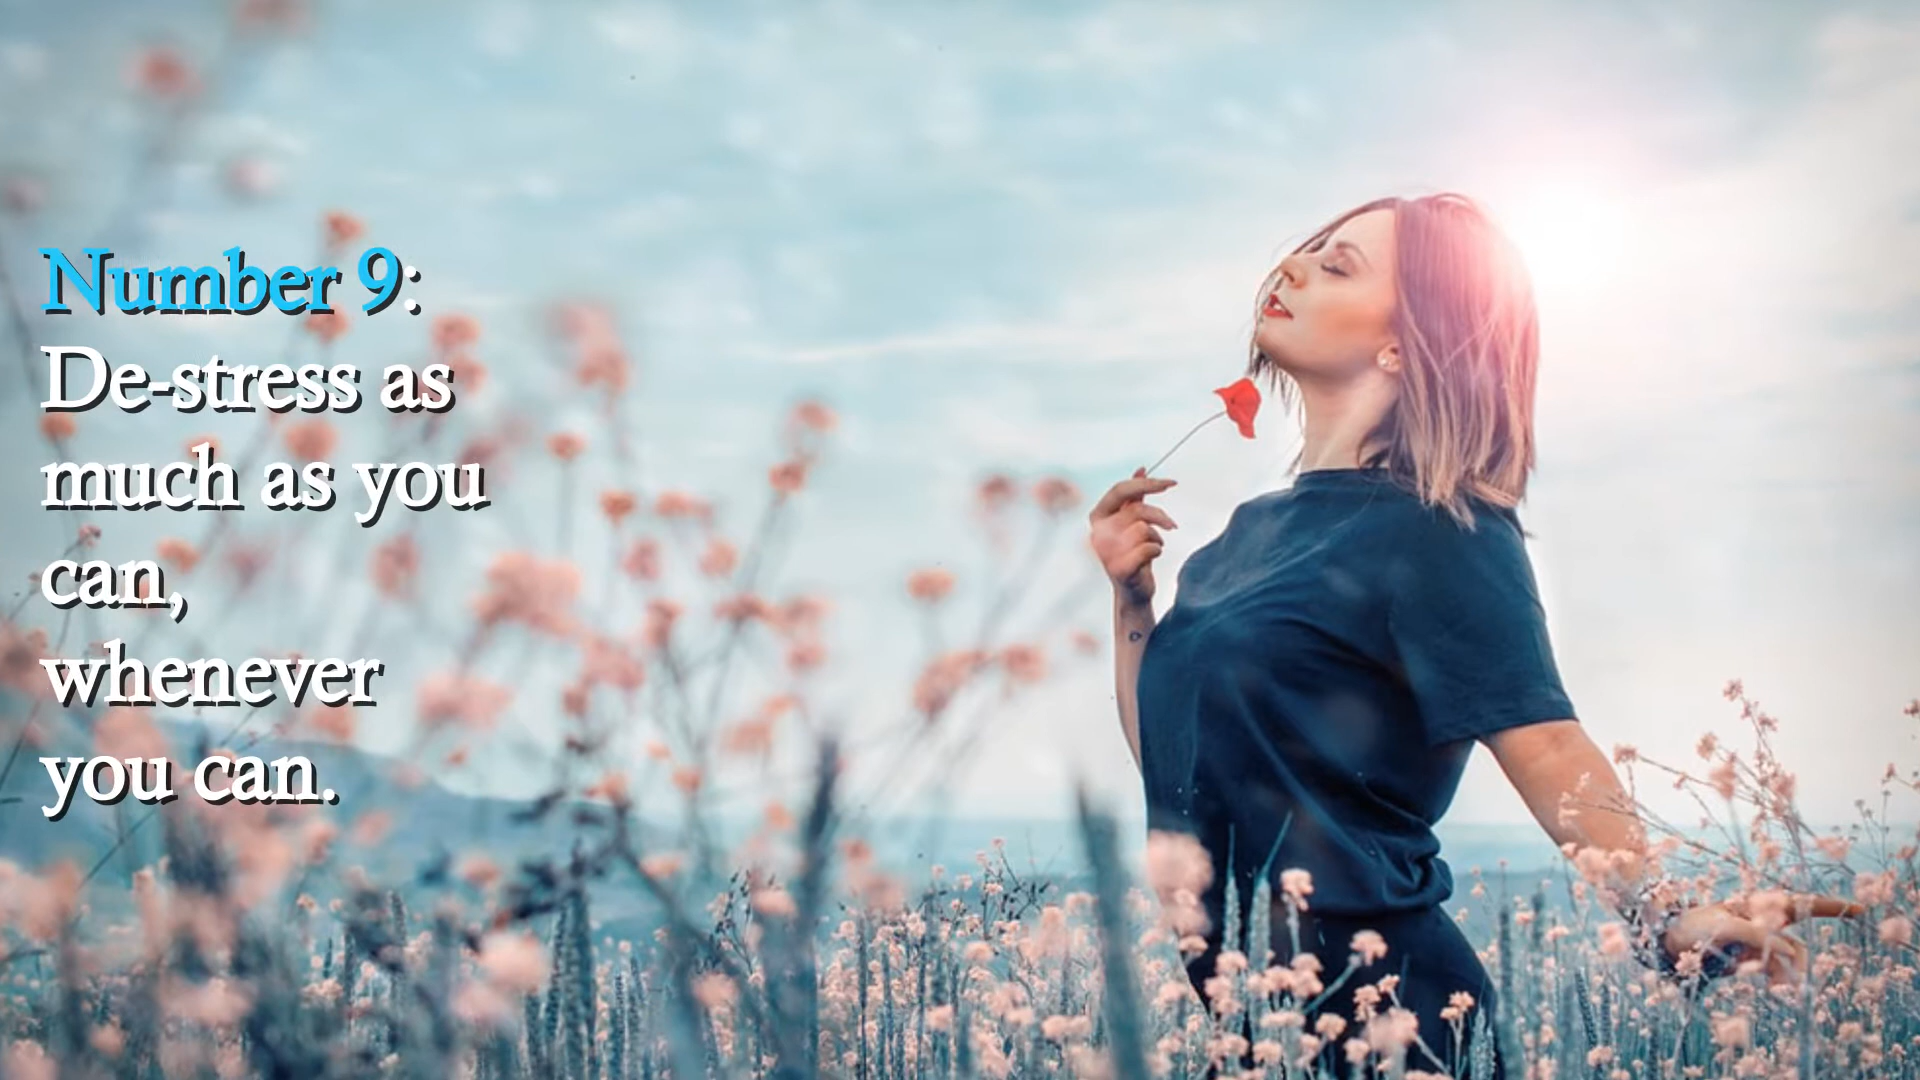 Number 9:
De-stress as
much as you
can,
whenever
you can.